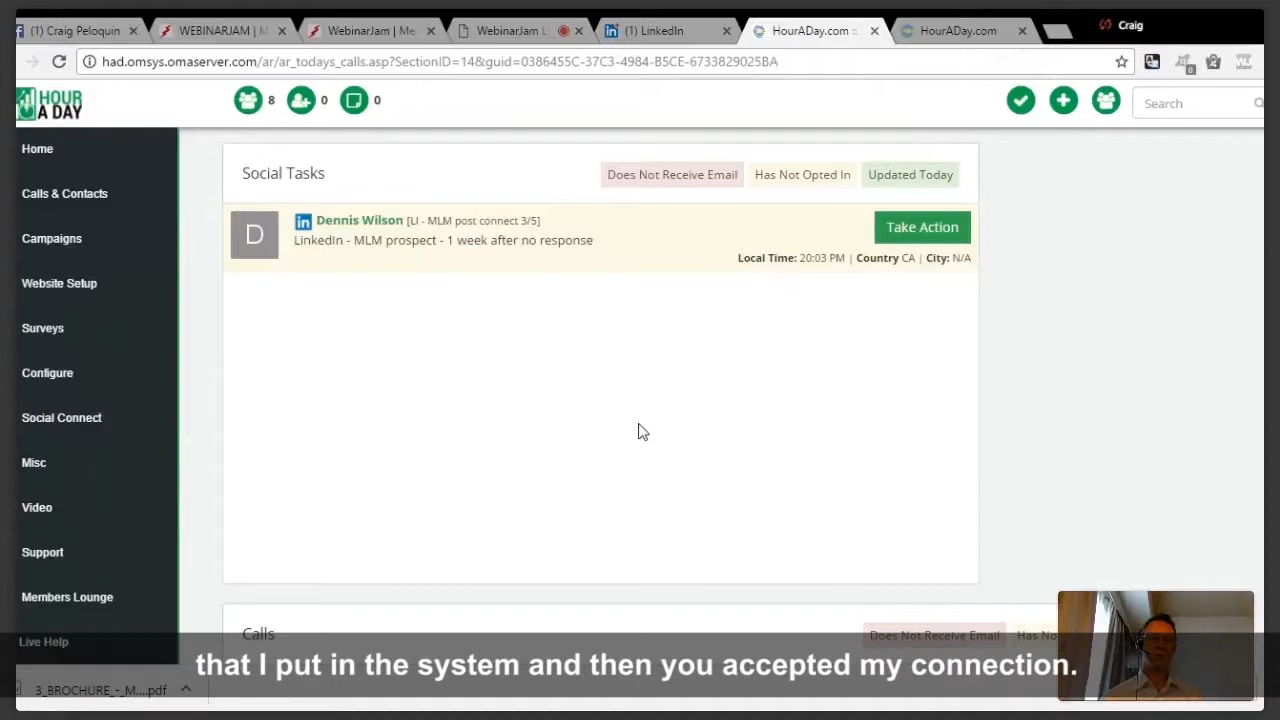 (1) Craig Peloquin
WEBINARJAM | M
WebinarJam | Me
WebinarJam L
(1) LinkedIn
HourADay.com ::
HourADay.com
Craig
had.omsys.omaserver.com/ar/ar_todays_calls.asp?SectionID=14&guid=0386455C-37C3-4984-B5CE-6733829025BA
HOUR
A DAY
8
0
0
Search
Home
Calls & Contacts
Campaigns
Website Setup
Surveys
Configure
Social Connect
Misc
Video
Support
Members Lounge
Live Help
Social Tasks
Does Not Receive Email
Has Not Opted In
Updated Today
D
Dennis Wilson [LI - MLM post connect 3/5]
LinkedIn - MLM prospect - 1 week after no response
Take Action
Local Time: 20:03 PM | Country CA | City: N/A
Calls
Does Not Receive Email
Has No
that I put in the system and then you accepted my connection.
3_BROCHURE_-_M....pdf